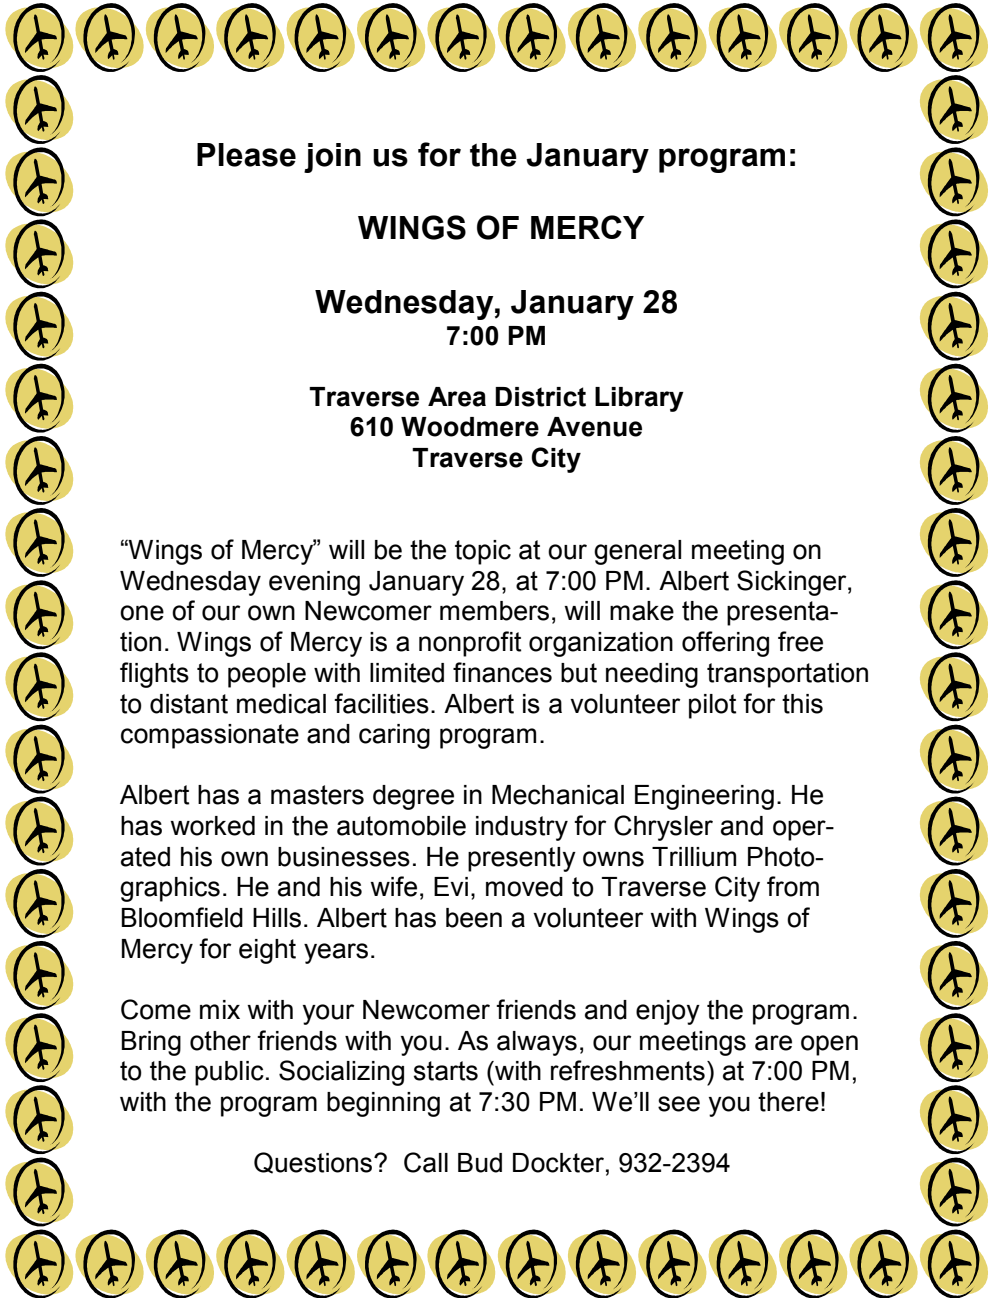 Please join us for the January program:
WINGS OF MERCY
Wednesday, January 28
7:00 PM
Traverse Area District Library
610 Woodmere Avenue
Traverse City
“Wings of Mercy” will be the topic at our general meeting on
Wednesday evening January 28, at 7:00 PM. Albert Sickinger,
one of our own Newcomer members, will make the presenta-
tion. Wings of Mercy is a nonprofit organization offering free
flights to people with limited finances but needing transportation
to distant medical facilities. Albert is a volunteer pilot for this
compassionate and caring program.
Albert has a masters degree in Mechanical Engineering. He
has worked in the automobile industry for Chrysler and oper-
ated his own businesses. He presently owns Trillium Photo-
graphics. He and his wife, Evi, moved to Traverse City from
Bloomfield Hills. Albert has been a volunteer with Wings of
Mercy for eight years.
Come mix with your Newcomer friends and enjoy the program.
Bring other friends with you. As always, our meetings are open
to the public. Socializing starts (with refreshments) at 7:00 PM,
with the program beginning at 7:30 PM. We’ll see you there!
Questions?  Call Bud Dockter, 932-2394